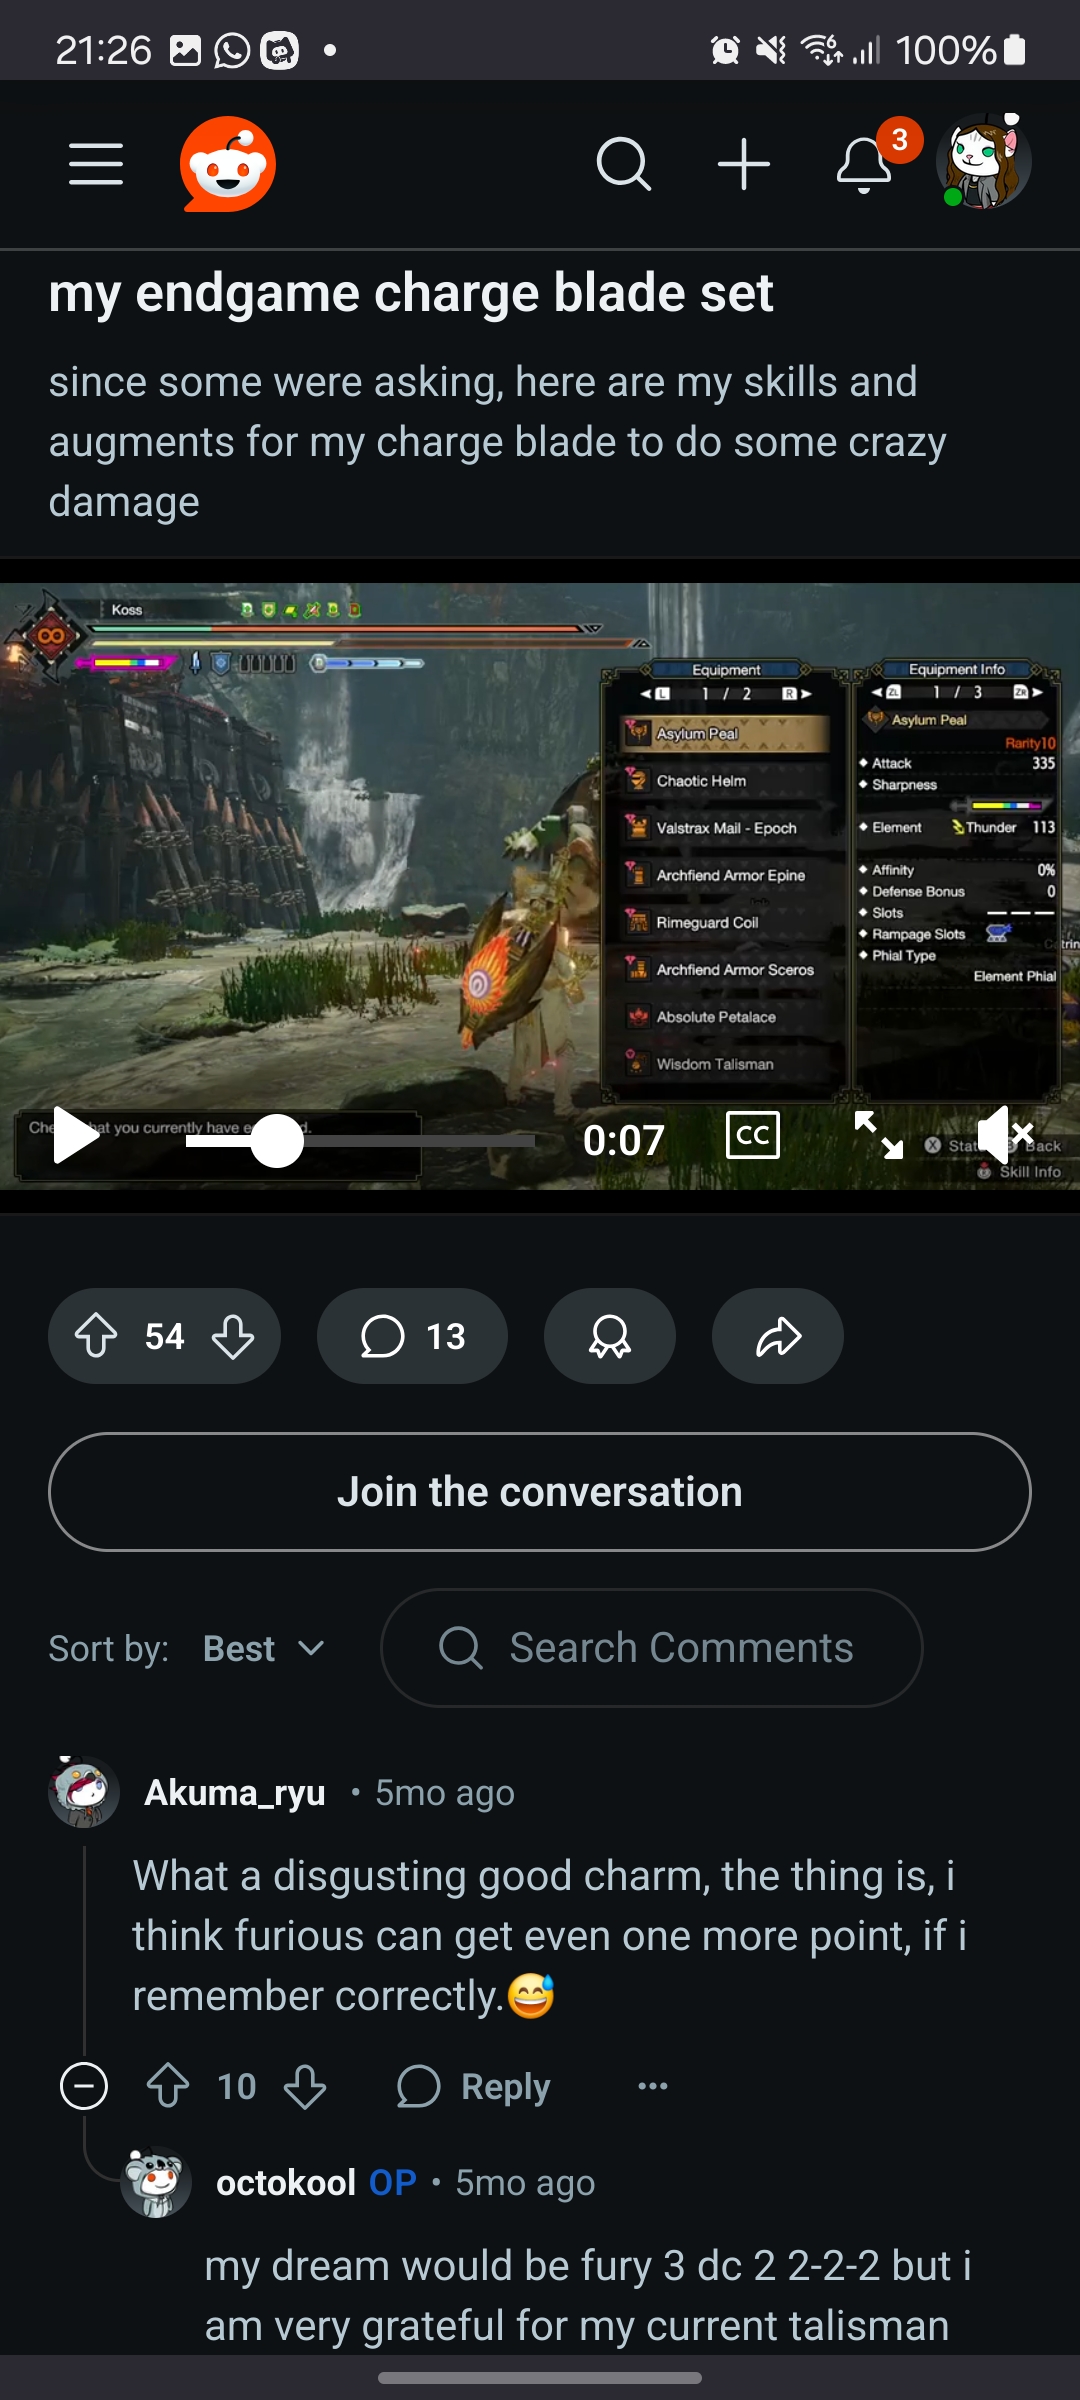 21:26
100%
3
my endgame charge blade set
since some were asking, here are my skills and
augments for my charge blade to do some crazy
damage
Koss
Equipment
L 1 / 2 R
Asylum Peal
Chaotic Helm
Valstrax Mail - Epoch
Archfiend Armor Epine
Rimeguard Coil
Archfiend Armor Sceros
Absolute Petalace
Wisdom Talisman
Equipment Info
ZL 1 / 3 ZR
Asylum Peal
Rarity10
Attack 335
Sharpness
Element Thunder 113
Affinity 0%
Defense Bonus 0
Slots
Rampage Slots
Phial Type
Element Phial
at you currently have
0:07
CC
X
Back
Skill Info
54
13
Join the conversation
Sort by: Best
Search Comments
Akuma_ryu • 5mo ago
What a disgusting good charm, the thing is, i
think furious can get even one more point, if i
remember correctly.😅
10 Reply
octokool OP • 5mo ago
my dream would be fury 3 dc 2 2-2-2 but i
am very grateful for my current talisman